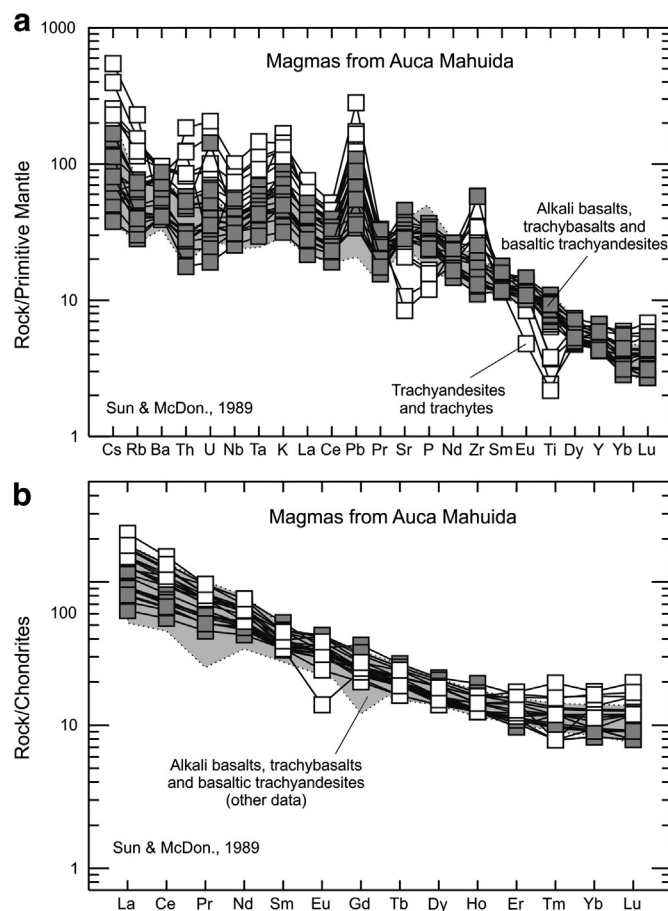 a
1000
Magmas from Auca Mahuida
100
Alkali basalts,
trachybasalts and
basaltic trachyandesites
10
Trachyandesites
and trachytes
Sun & McDon., 1989
1
Rock/Primitive Mantle
Cs Rb Ba Th U Nb Ta K La Ce Pb Pr Sr P Nd Zr Sm Eu Ti Dy Y Yb Lu
b
Magmas from Auca Mahuida
100
10
Alkali basalts, trachybasalts
and basaltic trachyandesites
(other data)
Sun & McDon., 1989
1
Rock/Chondrites
La Ce Pr Nd Sm Eu Gd Tb Dy Ho Er Tm Yb Lu